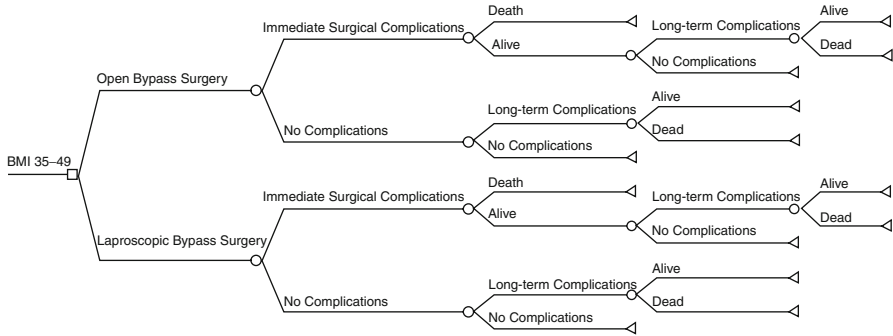 Death
Long-term Complications
Alive
Immediate Surgical Complications
Alive
Dead
No Complications
Open Bypass Surgery
Long-term Complications
Alive
No Complications
Dead
No Complications
BMI 35–49
Death
Long-term Complications
Alive
Immediate Surgical Complications
Alive
Dead
No Complications
Laproscopic Bypass Surgery
Long-term Complications
Alive
No Complications
Dead
No Complications